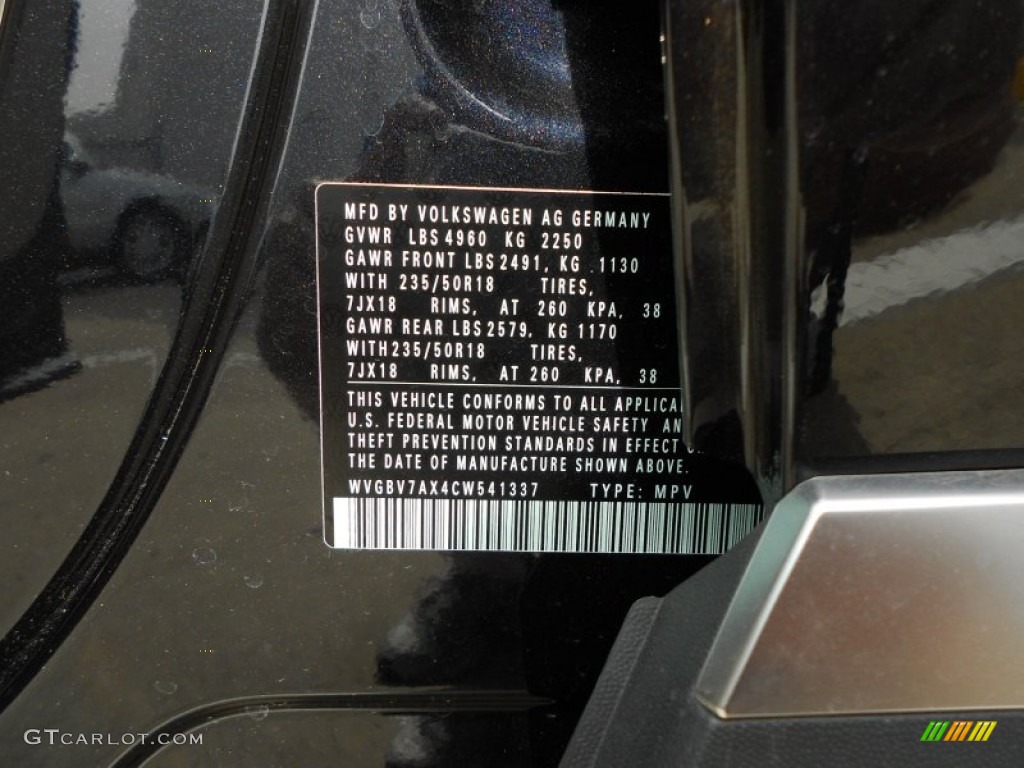 MFD BY VOLKSWAGEN AG GERMANY
GVWR LBS 4960 KG 2250
GAWR FRONT LBS 2491, KG 1130
WITH 235/50R18 TIRES,
7JX18 RIMS, AT 260 KPA, 38
GAWR REAR LBS 2579, KG 1170
WITH 235/50R18 TIRES,
7JX18 RIMS, AT 260 KPA, 38
THIS VEHICLE CONFORMS TO ALL APPLICA
U.S. FEDERAL MOTOR VEHICLE SAFETY AN
THEFT PREVENTION STANDARDS IN EFFECT
THE DATE OF MANUFACTURE SHOWN ABOVE.
WVGBV7AX4CW541337 TYPE: MPV
GTCARLOT.COM